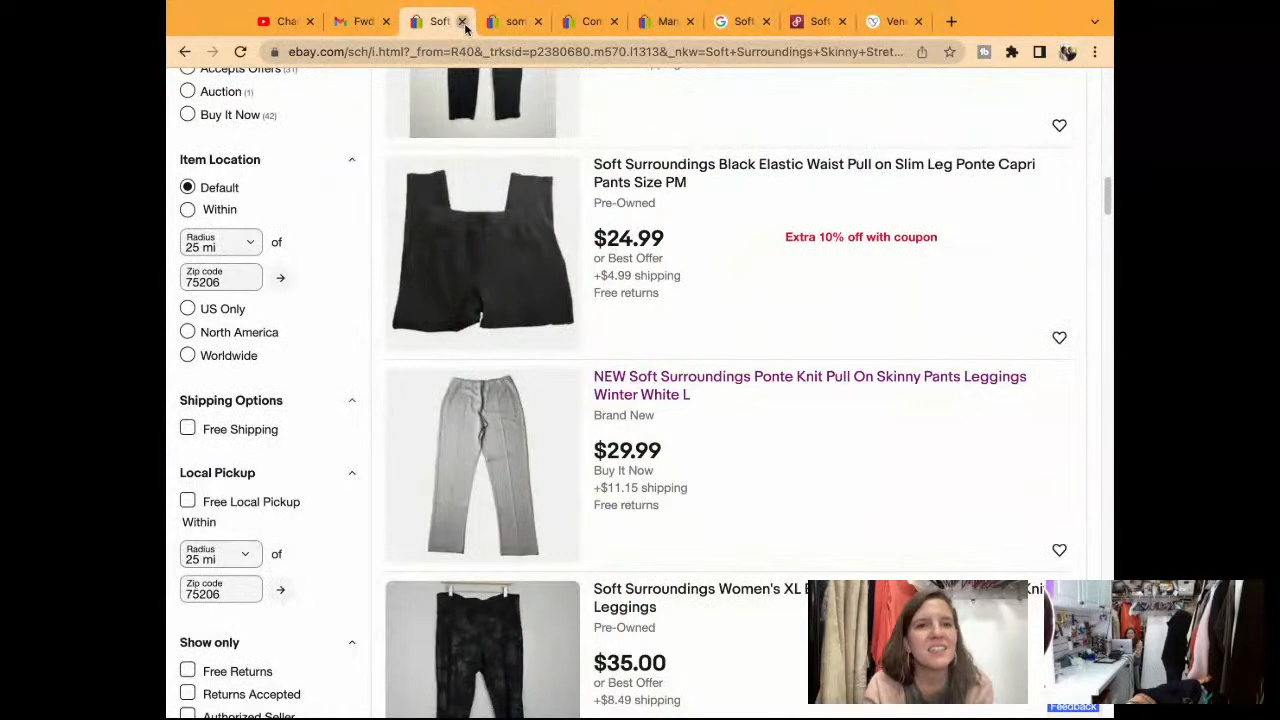 Cha
Fwd
Soft
som
Con
Man
Soft
Soft
Ven
ebay.com/sch/i.html?_from=R40&_trksid=p2380680.m570.l1313&_nkw=Soft+Surroundings+Skinny+Stret...
Accepts Offers (31)
Auction (1)
Buy It Now (42)
Item Location
Default
Within
Radius
25 mi
of
Zip code
75206
US Only
North America
Worldwide
Shipping Options
Free Shipping
Local Pickup
Free Local Pickup
Within
Radius
25 mi
of
Zip code
75206
Show only
Free Returns
Returns Accepted
Authorized Seller
Soft Surroundings Black Elastic Waist Pull on Slim Leg Ponte Capri
Pants Size PM
Pre-Owned
$24.99
Extra 10% off with coupon
or Best Offer
+$4.99 shipping
Free returns
NEW Soft Surroundings Ponte Knit Pull On Skinny Pants Leggings
Winter White L
Brand New
$29.99
Buy It Now
+$11.15 shipping
Free returns
Soft Surroundings Women's XL
Leggings
Pre-Owned
$35.00
or Best Offer
+$8.49 shipping
Feedback